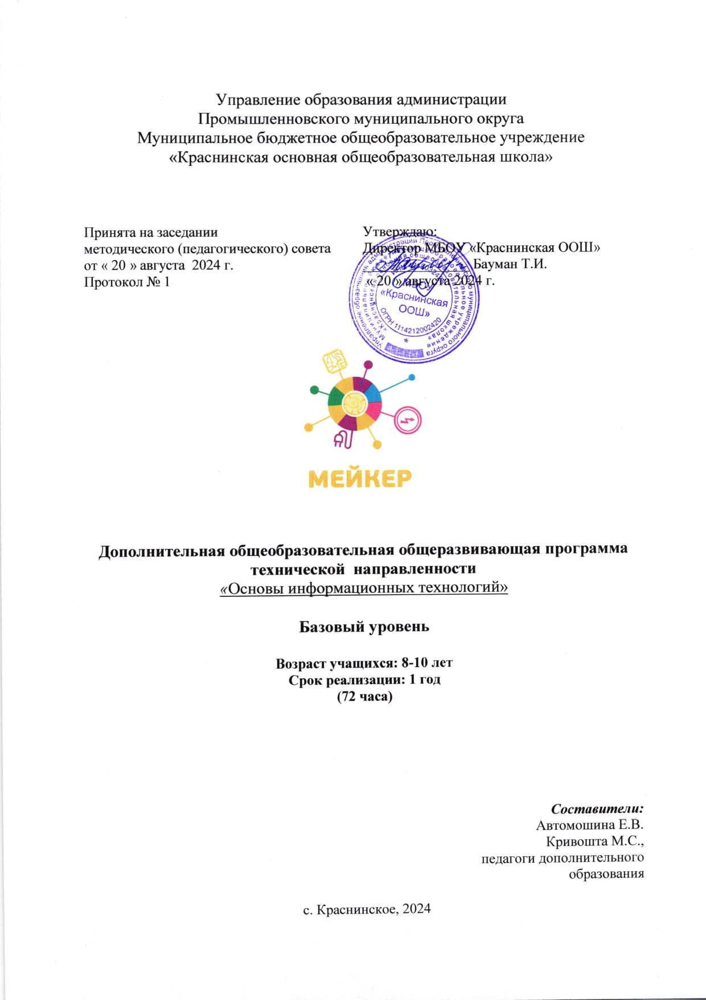 Управление образования администрации
Промышленновского муниципального округа
Муниципальное бюджетное общеобразовательное учреждение
«Краснинская основная общеобразовательная школа»
Принята на заседании
методического (педагогического) совета
от « 20 » августа 2024 г.
Протокол № 1
Утверждаю:
Директор МБОУ «Краснинская ООШ»
Бауман Т.И.
« 20 » августа 2024 г.
МБОУ
«Краснинская
ООШ»
ОГРН 1114212002420
МЕЙКЕР
Дополнительная общеобразовательная общеразвивающая программа
технической направленности
«Основы информационных технологий»
Базовый уровень
Возраст учащихся: 8-10 лет
Срок реализации: 1 год
(72 часа)
Составители:
Автомошина Е.В.
Кривошта М.С.,
педагоги дополнительного
образования
с. Краснинское, 2024